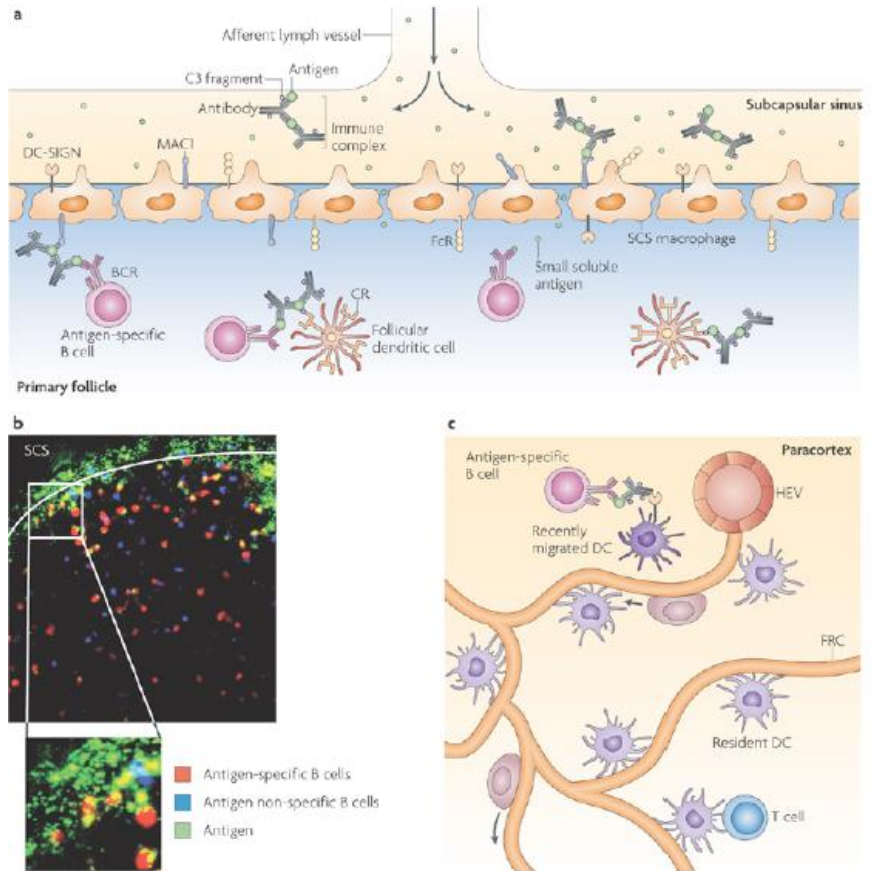 a
Afferent lymph vessel
C3 fragment
Antigen
Antibody
Immune
complex
Subcapsular sinus
DC-SIGN
MAC1
FcR
SCS macrophage
BCR
Small soluble
antigen
CR
Antigen-specific
B cell
Follicular
dendritic cell
Primary follicle
b
SCS
Antigen-specific B cells
Antigen non-specific B cells
Antigen
c
Antigen-specific
B cell
Paracortex
HEV
Recently
migrated DC
FRC
Resident DC
T cell